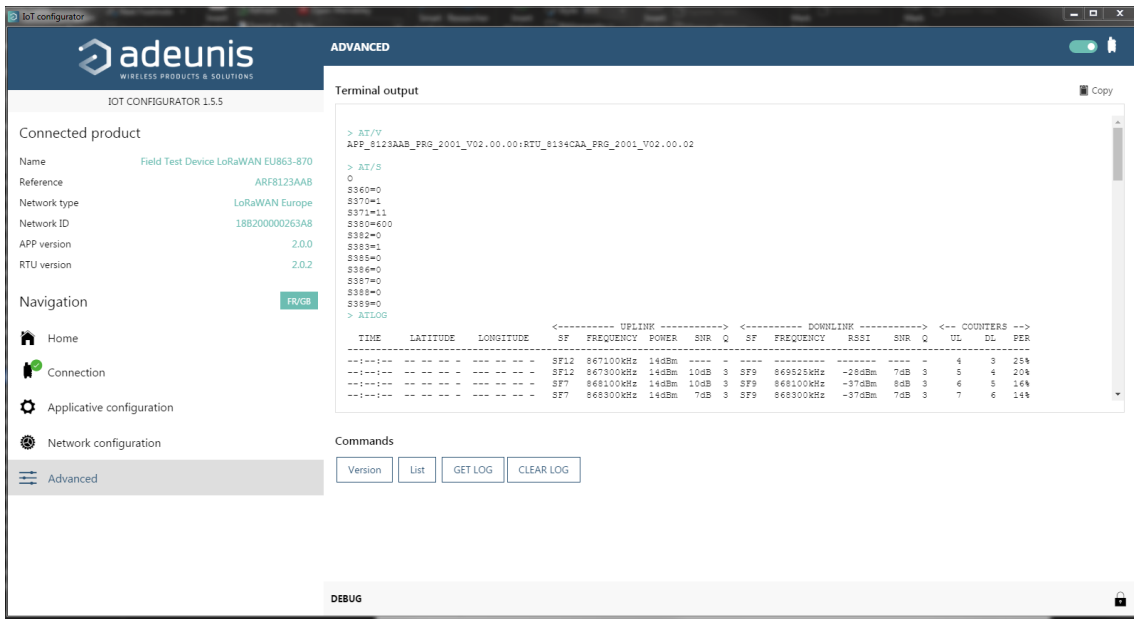 IoT configurator
adeunis
WIRELESS PRODUCTS & SOLUTIONS
IOT CONFIGURATOR 1.5.5
Connected product
Name Field Test Device LoRaWAN EU863-870
Reference ARF8123AAB
Network type LoRaWAN Europe
Network ID 18B200000263A8
APP version 2.0.0
RTU version 2.0.2
Navigation FR/GB
Home
Connection
Applicative configuration
Network configuration
Advanced
ADVANCED
Terminal output Copy
> AT/V
APP_8123AAB_PRG_2001_V02.00.00:RTU_8134CAA_PRG_2001_V02.00.02
> AT/S
O
S360=0
S370=1
S371=11
S380=600
S382=0
S383=1
S385=0
S386=0
S387=0
S388=0
S389=0
> ATLOG
<---------- UPLINK -----------> <---------- DOWNLINK -----------> <-- COUNTERS -->
TIME LATITUDE LONGITUDE SF FREQUENCY POWER SNR Q SF FREQUENCY RSSI SNR Q UL DL PER
--:--:-- -- -- -- - --- -- -- - SF12 867100kHz 14dBm ---- - ---- --------- ------- ---- - 4 3 25%
--:--:-- -- -- -- - --- -- -- - SF12 867300kHz 14dBm 10dB 3 SF9 869525kHz -28dBm 7dB 3 5 4 20%
--:--:-- -- -- -- - --- -- -- - SF7 868100kHz 14dBm 10dB 3 SF9 868100kHz -37dBm 8dB 3 6 5 16%
--:--:-- -- -- -- - --- -- -- - SF7 868300kHz 14dBm 7dB 3 SF9 868300kHz -37dBm 7dB 3 7 6 14%
Commands
Version List GET LOG CLEAR LOG
DEBUG